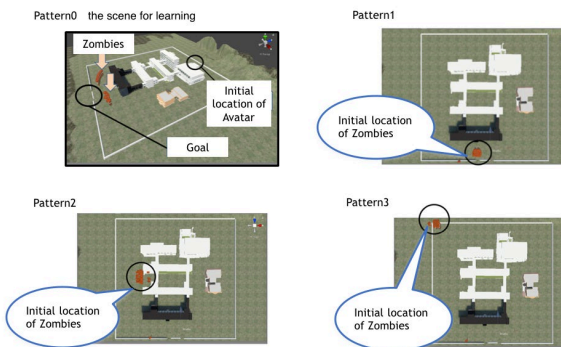 Pattern0 the scene for learning
Zombies
Initial
location of
Avatar
Goal
Pattern1
Initial location
of Zombies
Pattern2
Initial location
of Zombies
Pattern3
Initial location
of Zombies